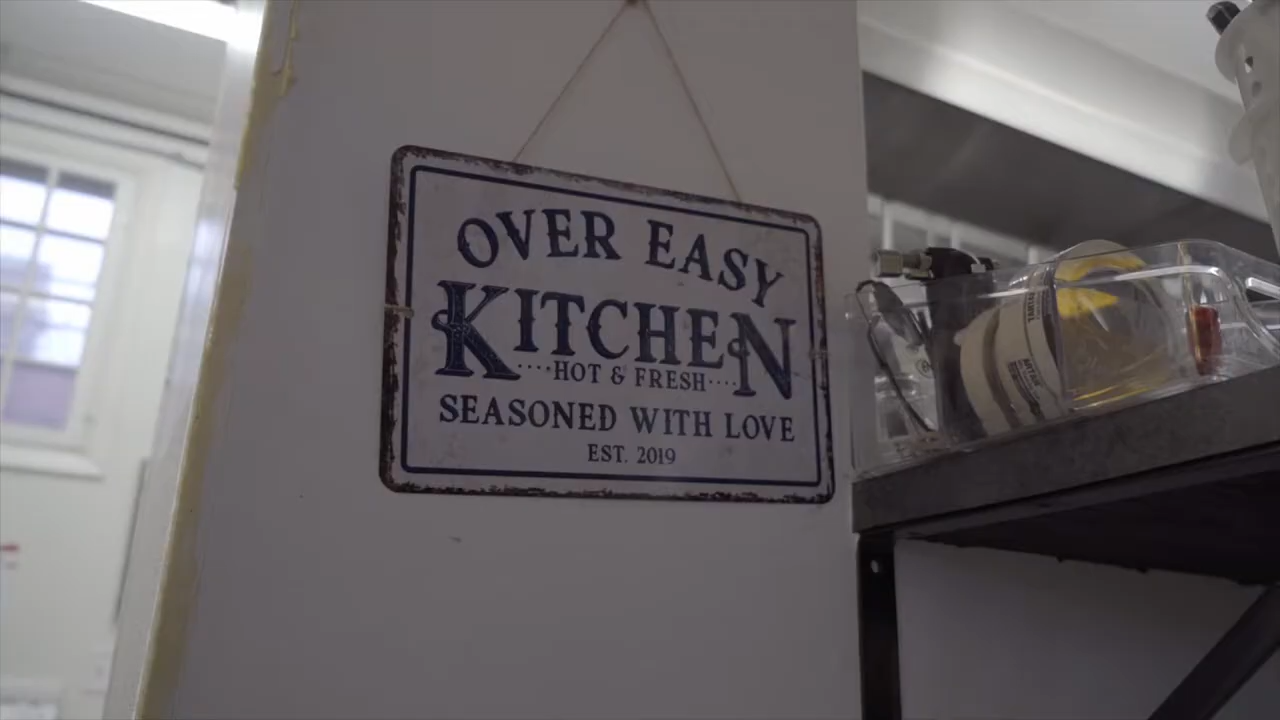 OVER EASY
KITCHEN
HOT & FRESH
SEASONED WITH LOVE
EST. 2019